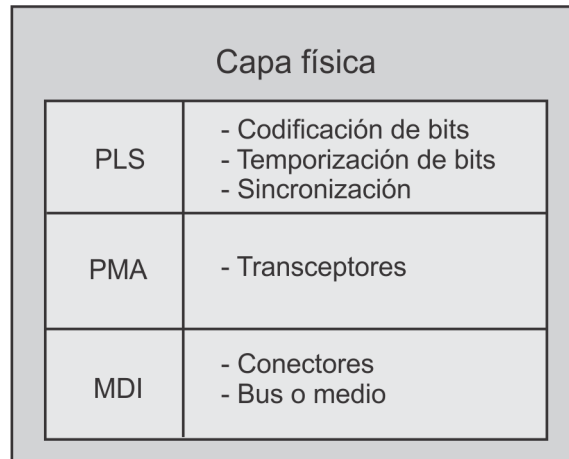 Capa física
PLS
- Codificación de bits
- Temporización de bits
- Sincronización
PMA
- Transceptores
MDI
- Conectores
- Bus o medio